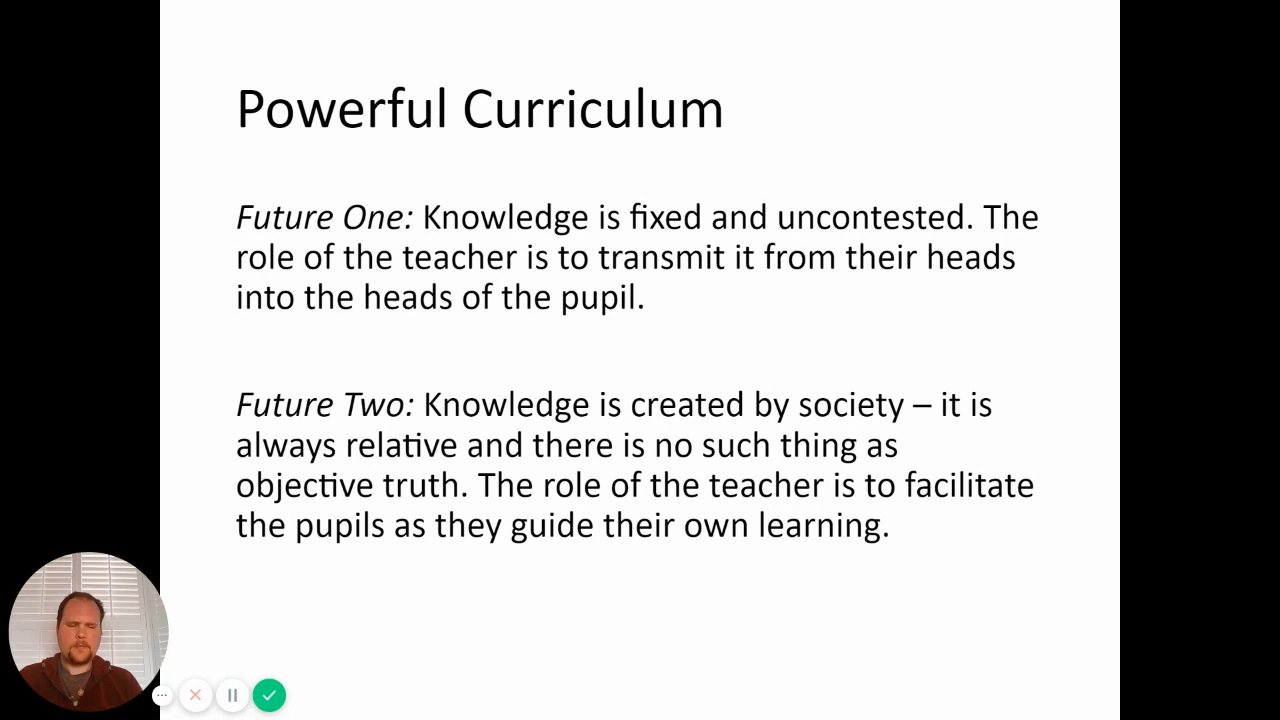 Powerful Curriculum
Future One: Knowledge is fixed and uncontested. The
role of the teacher is to transmit it from their heads
into the heads of the pupil.
Future Two: Knowledge is created by society – it is
always relative and there is no such thing as
objective truth. The role of the teacher is to facilitate
the pupils as they guide their own learning.